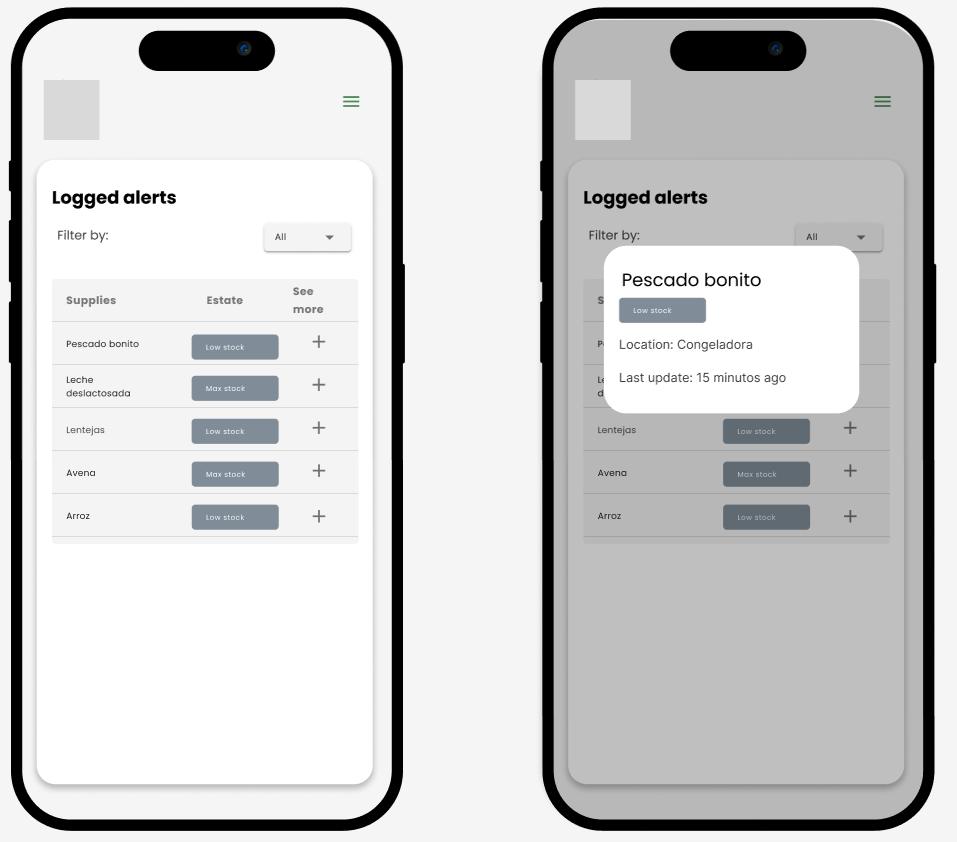 Logged alerts
Filter by:
All
Supplies
Estate
See
more
Pescado bonito
Low stock
Leche
deslactosada
Max stock
Lentejas
Low stock
Avena
Max stock
Arroz
Low stock
Logged alerts
Filter by:
All
Pescado bonito
Low stock
Location: Congeladora
Last update: 15 minutos ago
Lentejas
Low stock
Avena
Max stock
Arroz
Low stock